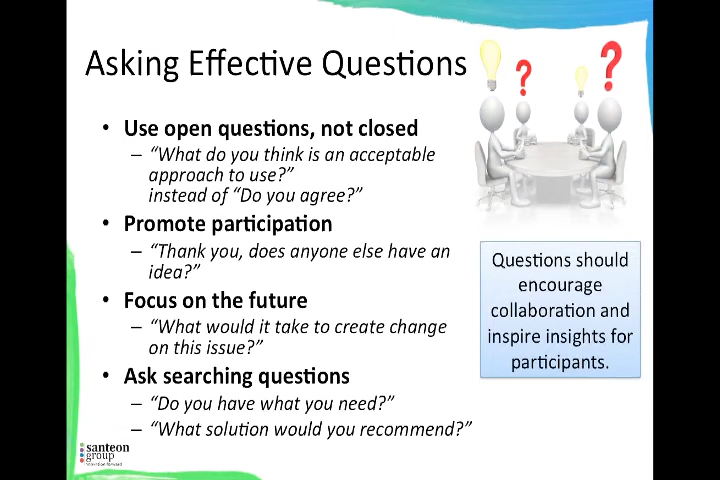 Asking Effective Questions
• Use open questions, not closed
– “What do you think is an acceptable
approach to use?”
instead of “Do you agree?”
• Promote participation
– “Thank you, does anyone else have an
idea?”
• Focus on the future
– “What would it take to create change
on this issue?”
• Ask searching questions
– “Do you have what you need?”
– “What solution would you recommend?”
? ?
Questions should
encourage
collaboration and
inspire insights for
participants.
santeon
group